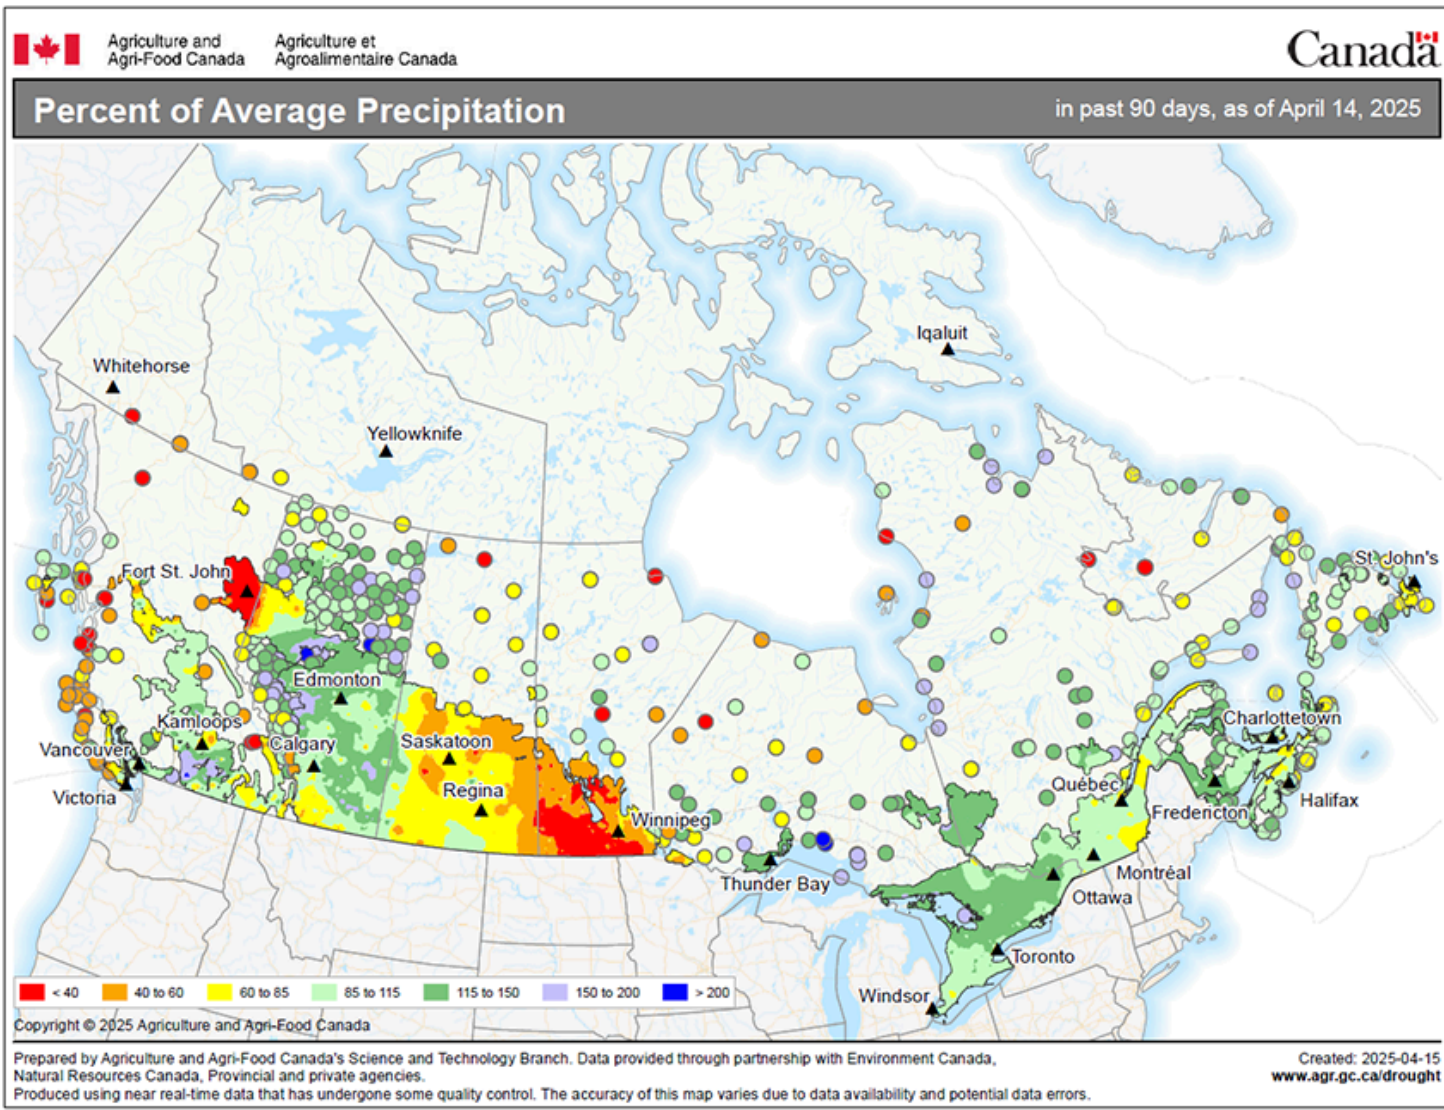 Agriculture and
Agri-Food Canada
Agriculture et
Agroalimentaire Canada
Canada
Percent of Average Precipitation
in past 90 days, as of April 14, 2025
Iqaluit
Whitehorse
Yellowknife
St. John's
Fort St. John
Edmonton
Charlottetown
Kamloops
Calgary
Saskatoon
Vancouver
Québec
Regina
Victoria
Halifax
Fredericton
Winnipeg
Montréal
Thunder Bay
Ottawa
Toronto
Windsor
< 40
40 to 60
60 to 85
85 to 115
115 to 150
150 to 200
> 200
Copyright © 2025 Agriculture and Agri-Food Canada
Prepared by Agriculture and Agri-Food Canada's Science and Technology Branch. Data provided through partnership with Environment Canada,
Natural Resources Canada, Provincial and private agencies.
Produced using near real-time data that has undergone some quality control. The accuracy of this map varies due to data availability and potential data errors.
Created: 2025-04-15
www.agr.gc.ca/drought